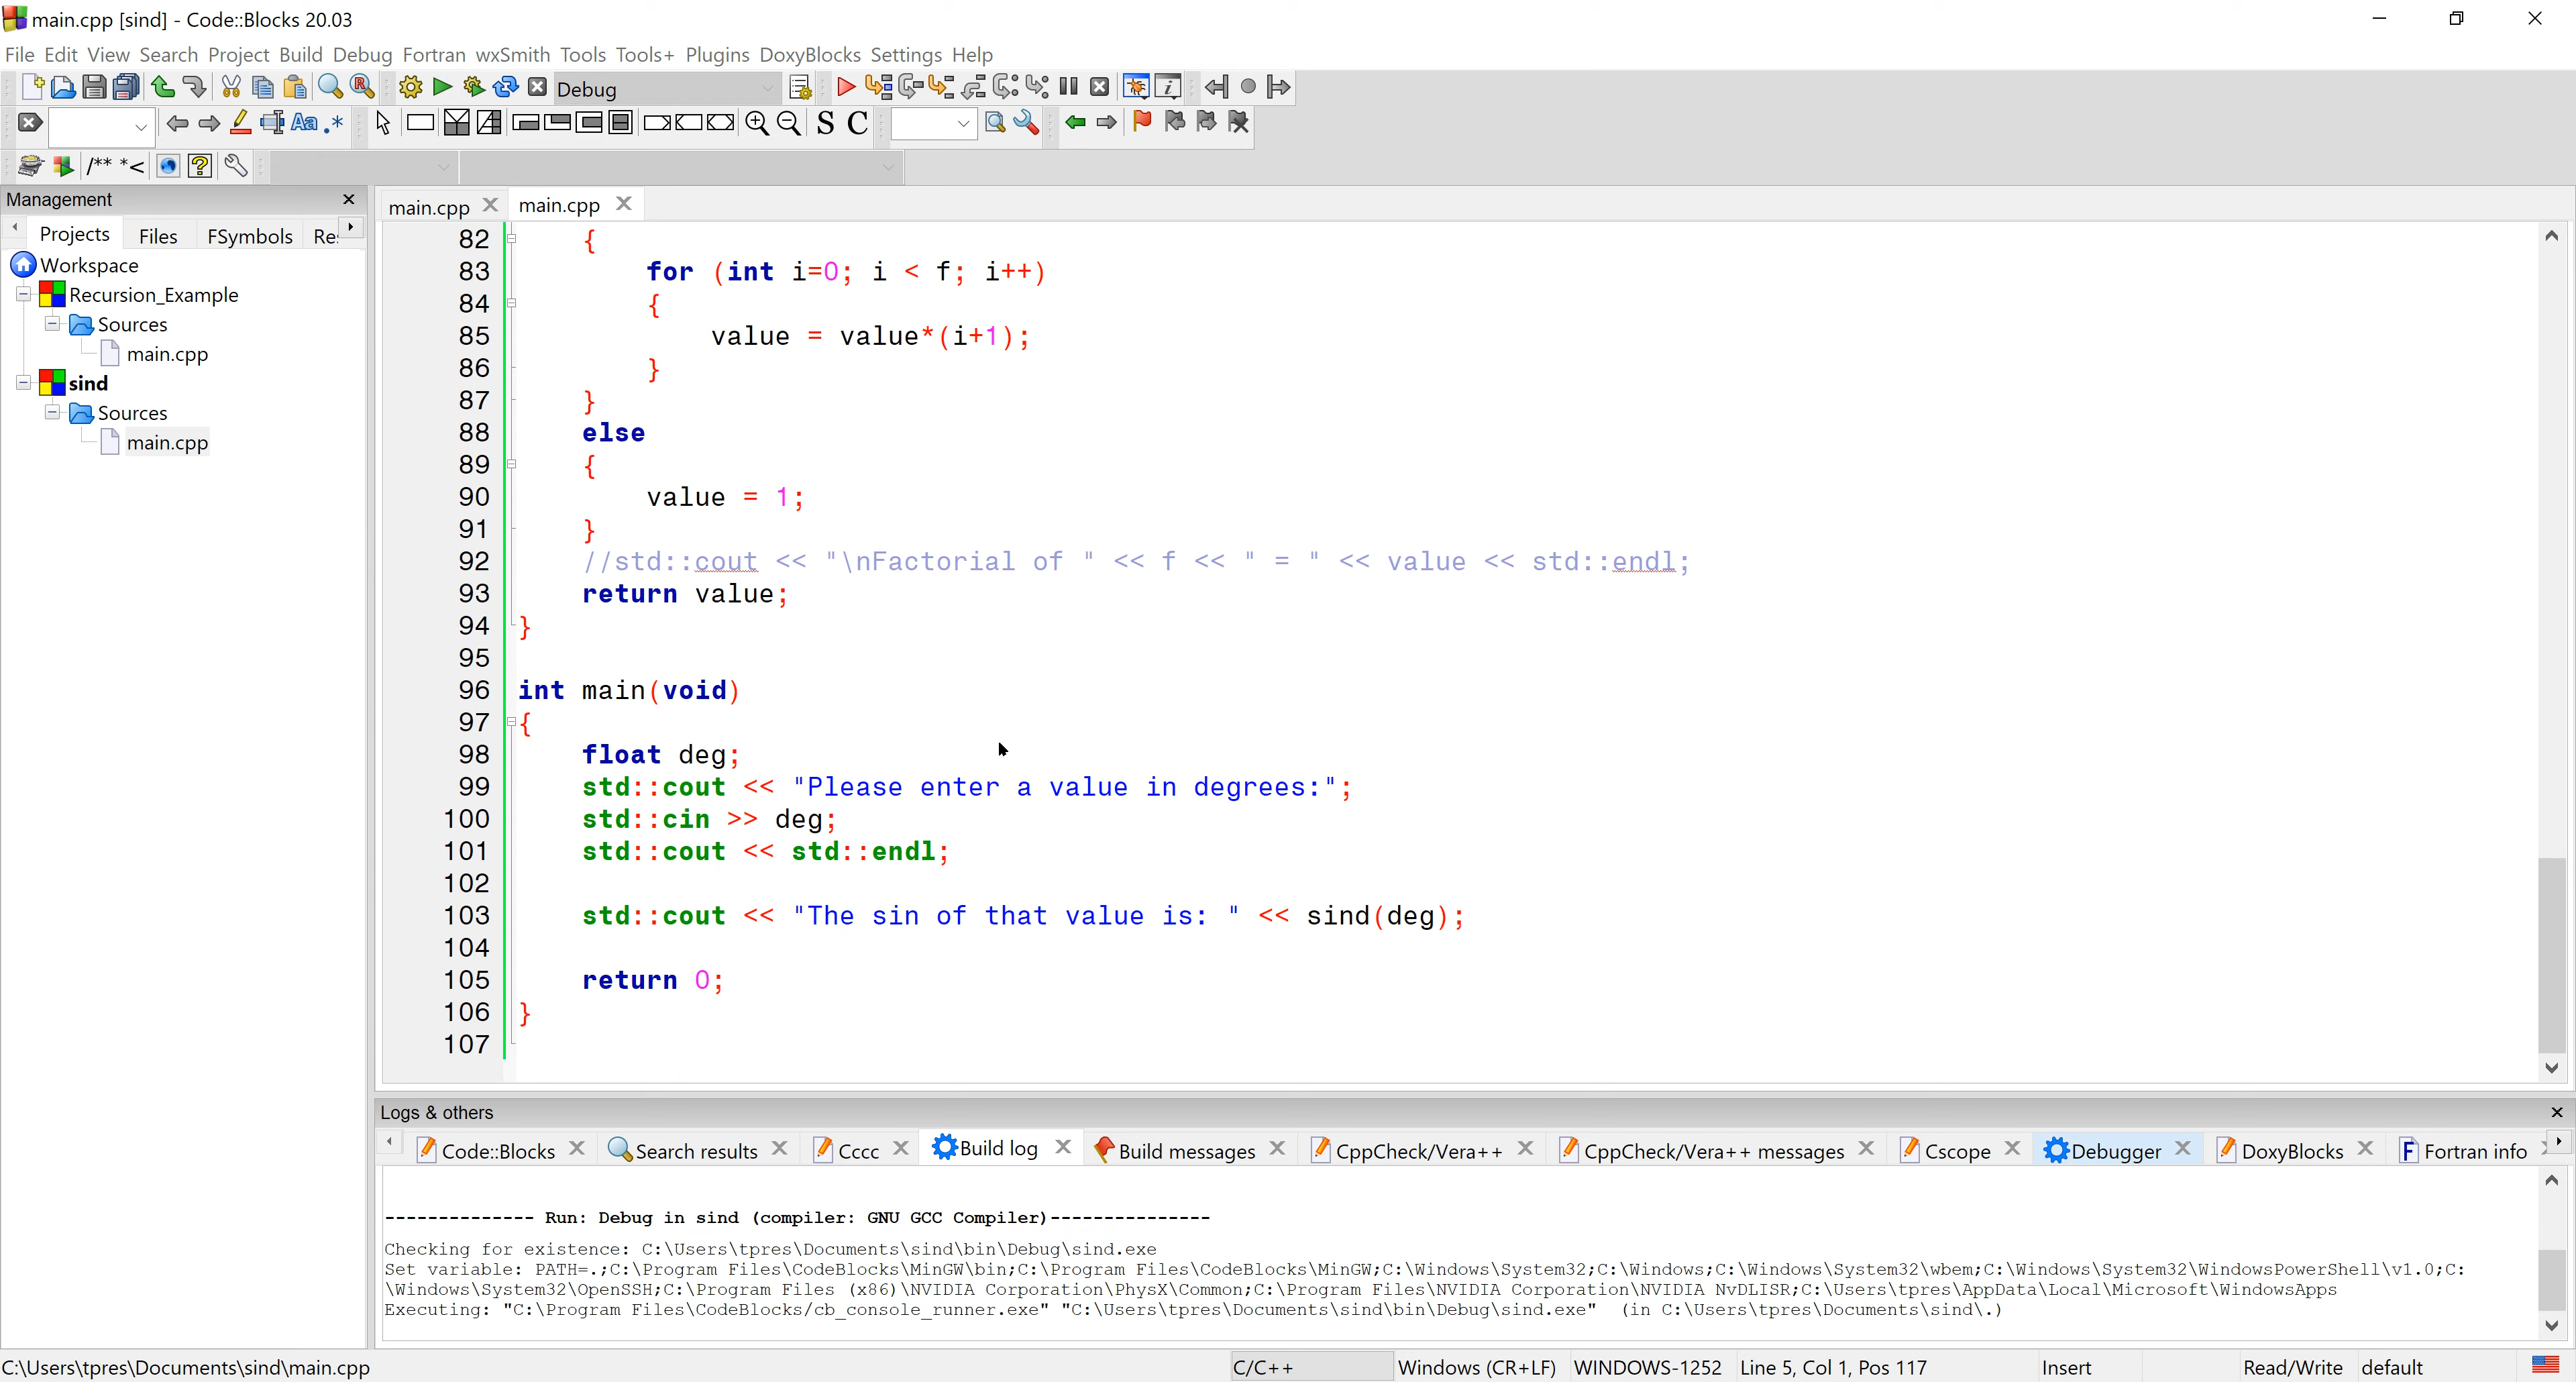 main.cpp [sind] - Code::Blocks 20.03
File Edit View Search Project Build Debug Fortran wxSmith Tools Tools+ Plugins DoxyBlocks Settings Help
Debug
Aa .* S C
/** *<
Management
Projects Files FSymbols Re
Workspace
Recursion_Example
Sources
main.cpp
sind
Sources
main.cpp
main.cpp main.cpp
82 {
83 for (int i=0; i < f; i++)
84 {
85 value = value*(i+1);
86 }
87 }
88 else
89 {
90 value = 1;
91 }
92 //std::cout << "\nFactorial of " << f << " = " << value << std::endl;
93 return value;
94 }
95
96 int main(void)
97 {
98 float deg;
99 std::cout << "Please enter a value in degrees:";
100 std::cin >> deg;
101 std::cout << std::endl;
102
103 std::cout << "The sin of that value is: " << sind(deg);
104
105 return 0;
106 }
107
Logs & others
Code::Blocks Search results Cccc Build log Build messages CppCheck/Vera++ CppCheck/Vera++ messages Cscope Debugger DoxyBlocks Fortran info
-------------- Run: Debug in sind (compiler: GNU GCC Compiler)---------------
Checking for existence: C:\Users\tpres\Documents\sind\bin\Debug\sind.exe
Set variable: PATH=.;C:\Program Files\CodeBlocks\MinGW\bin;C:\Program Files\CodeBlocks\MinGW;C:\Windows\System32;C:\Windows;C:\Windows\System32\wbem;C:\Windows\System32\WindowsPowerShell\v1.0;C:
\Windows\System32\OpenSSH;C:\Program Files (x86)\NVIDIA Corporation\PhysX\Common;C:\Program Files\NVIDIA Corporation\NVIDIA NvDLISR;C:\Users\tpres\AppData\Local\Microsoft\WindowsApps
Executing: "C:\Program Files\CodeBlocks/cb_console_runner.exe" "C:\Users\tpres\Documents\sind\bin\Debug\sind.exe" (in C:\Users\tpres\Documents\sind\.)
C:\Users\tpres\Documents\sind\main.cpp C/C++ Windows (CR+LF) WINDOWS-1252 Line 5, Col 1, Pos 117 Insert Read/Write default